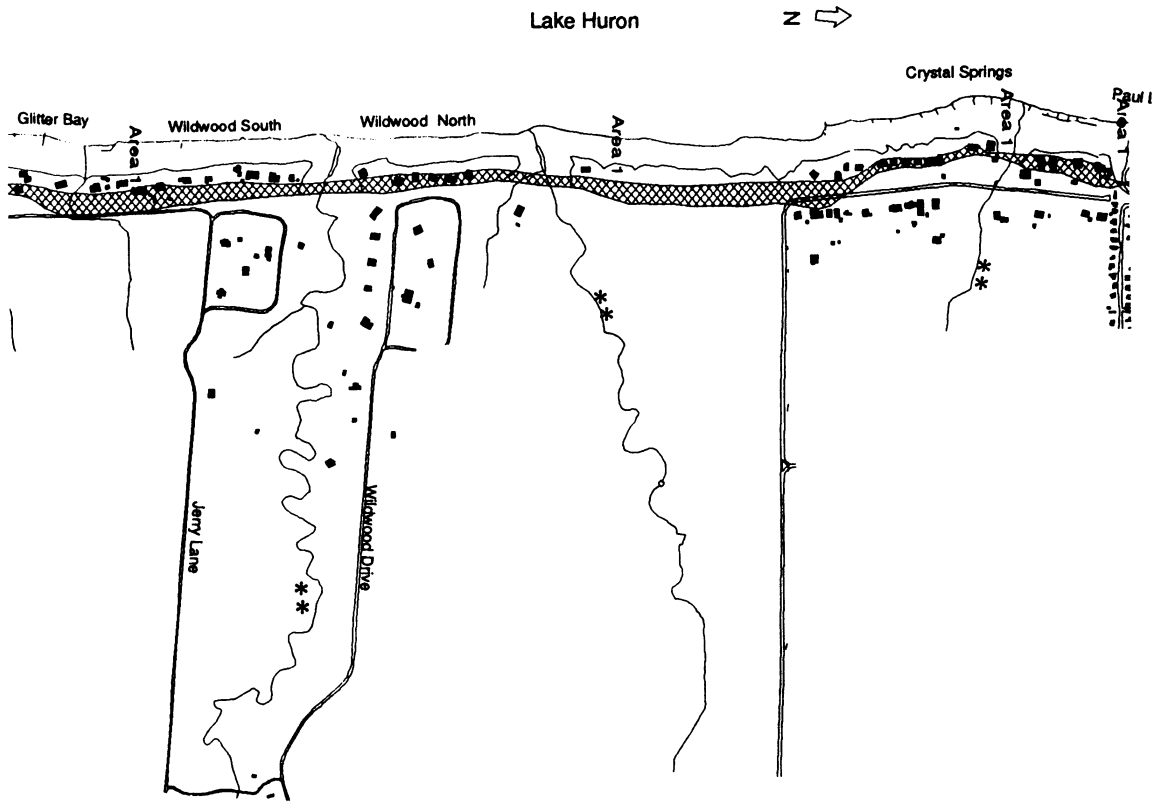 Lake Huron
N
Crystal Springs
Paul
Glitter Bay
Wildwood South
Wildwood North
Area 1
Area 1
Area 1
Area 1
Jerry Lane
Wildwood Drive
**
**
**